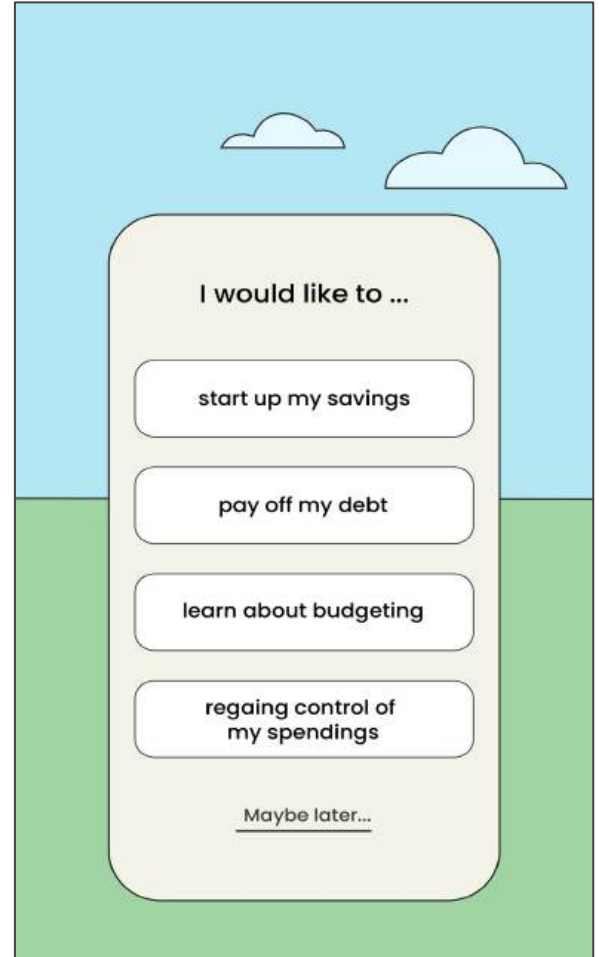 I would like to ...
start up my savings
pay off my debt
learn about budgeting
regaing control of
my spendings
Maybe later...